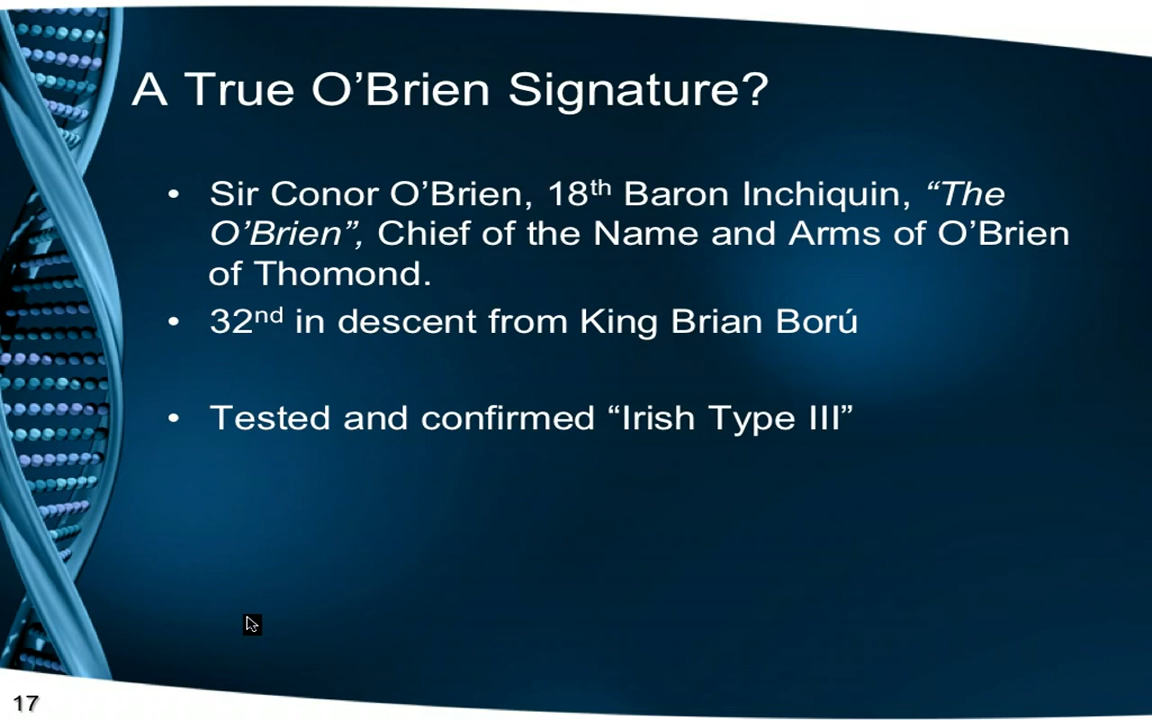 A True O’Brien Signature?
• Sir Conor O’Brien, 18th Baron Inchiquin, “The
O’Brien”, Chief of the Name and Arms of O’Brien
of Thomond.
• 32nd in descent from King Brian Ború
• Tested and confirmed “Irish Type III”
17